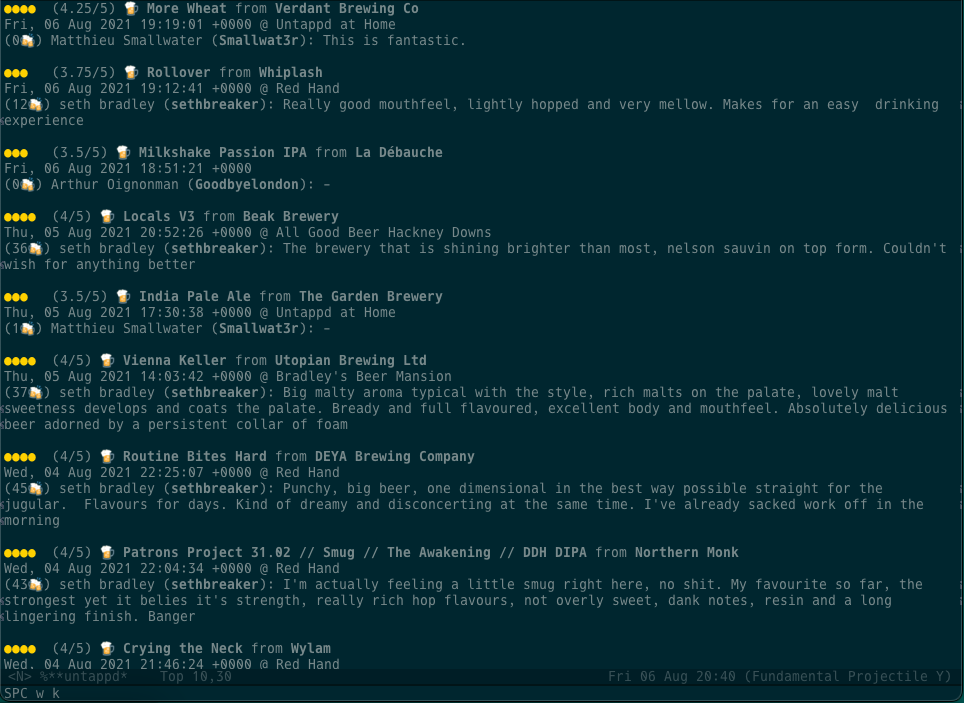 ●●●● (4.25/5) 🍺 More Wheat from Verdant Brewing Co
Fri, 06 Aug 2021 19:19:01 +0000 @ Untappd at Home
(0🍻) Matthieu Smallwater (Smallwat3r): This is fantastic.
●●● (3.75/5) 🍺 Rollover from Whiplash
Fri, 06 Aug 2021 19:12:41 +0000 @ Red Hand
(12🍻) seth bradley (sethbreaker): Really good mouthfeel, lightly hopped and very mellow. Makes for an easy  drinking
experience
●●● (3.5/5) 🍺 Milkshake Passion IPA from La Débauche
Fri, 06 Aug 2021 18:51:21 +0000
(0🍻) Arthur Oignonman (Goodbyelondon): -
●●●● (4/5) 🍺 Locals V3 from Beak Brewery
Thu, 05 Aug 2021 20:52:26 +0000 @ All Good Beer Hackney Downs
(36🍻) seth bradley (sethbreaker): The brewery that is shining brighter than most, nelson sauvin on top form. Couldn't
wish for anything better
●●● (3.5/5) 🍺 India Pale Ale from The Garden Brewery
Thu, 05 Aug 2021 17:30:38 +0000 @ Untappd at Home
(1🍻) Matthieu Smallwater (Smallwat3r): -
●●●● (4/5) 🍺 Vienna Keller from Utopian Brewing Ltd
Thu, 05 Aug 2021 14:03:42 +0000 @ Bradley's Beer Mansion
(37🍻) seth bradley (sethbreaker): Big malty aroma typical with the style, rich malts on the palate, lovely malt
sweetness develops and coats the palate. Bready and full flavoured, excellent body and mouthfeel. Absolutely delicious
beer adorned by a persistent collar of foam
●●●● (4/5) 🍺 Routine Bites Hard from DEYA Brewing Company
Wed, 04 Aug 2021 22:25:07 +0000 @ Red Hand
(45🍻) seth bradley (sethbreaker): Punchy, big beer, one dimensional in the best way possible straight for the
jugular.  Flavours for days. Kind of dreamy and disconcerting at the same time. I've already sacked work off in the
morning
●●●● (4/5) 🍺 Patrons Project 31.02 // Smug // The Awakening // DDH DIPA from Northern Monk
Wed, 04 Aug 2021 22:04:34 +0000 @ Red Hand
(43🍻) seth bradley (sethbreaker): I'm actually feeling a little smug right here, no shit. My favourite so far, the
strongest yet it belies it's strength, really rich hop flavours, not overly sweet, dank notes, resin and a long
lingering finish. Banger
●●●● (4/5) 🍺 Crying the Neck from Wylam
Wed, 04 Aug 2021 21:46:24 +0000 @ Red Hand
<N> %**untappd* Top 10,30 Fri 06 Aug 20:40 (Fundamental Projectile Y)
SPC w k